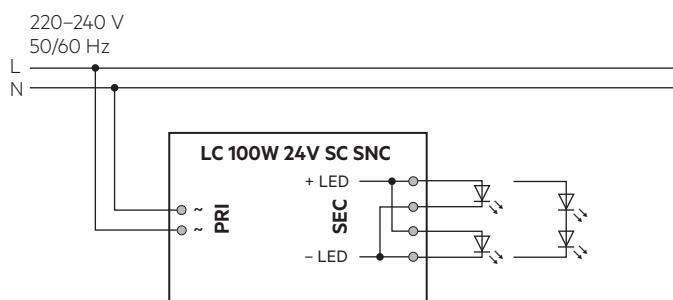 220–240 V
50/60 Hz
L
N
LC 100W 24V SC SNC
+ LED
~
PRI
SEC
~
– LED